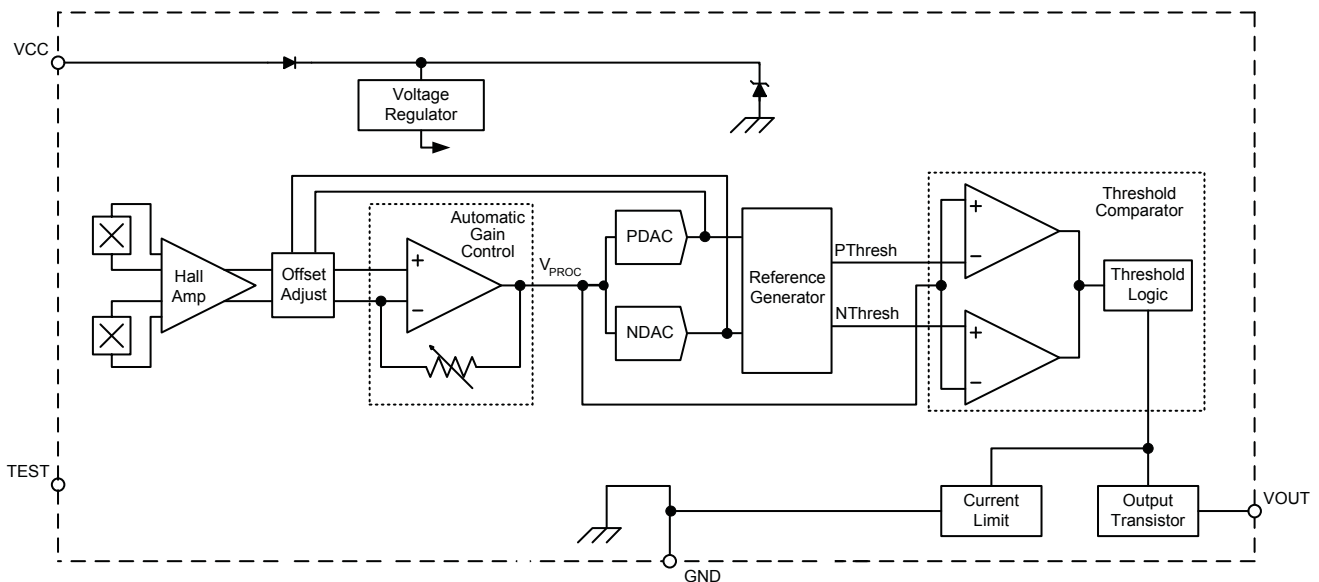 VCC
Voltage
Regulator
Automatic
Gain
Control
Threshold
Comparator
Hall
Amp
Offset
Adjust
+
−
VPROC
PDAC
NDAC
Reference
Generator
PThresh
NThresh
+
−
+
−
Threshold
Logic
TEST
Current
Limit
Output
Transistor
VOUT
GND